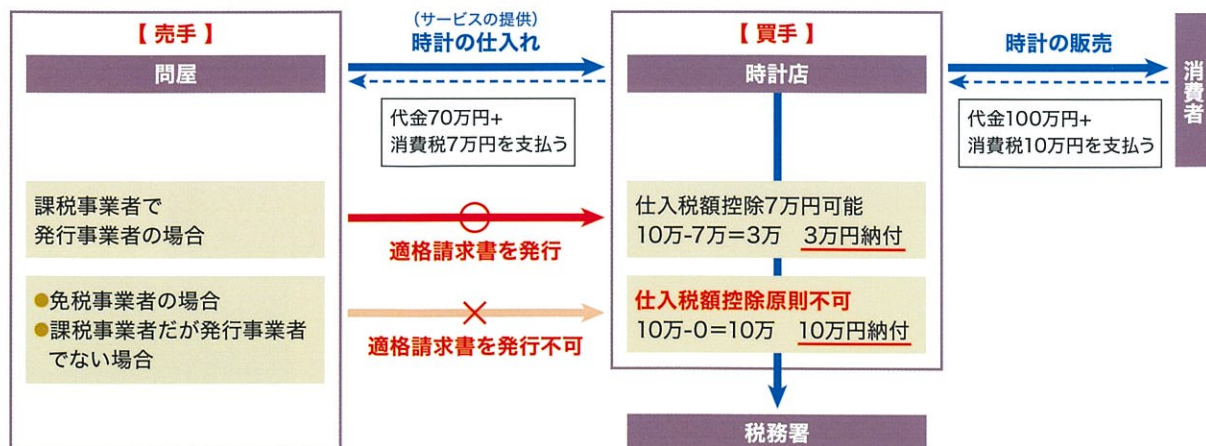 【 売手 】
問屋
（サービスの提供）
時計の仕入れ
【 買手 】
時計店
時計の販売
消費者
代金70万円+
消費税7万円を支払う
代金100万円+
消費税10万円を支払う
課税事業者で
発行事業者の場合
適格請求書を発行
仕入税額控除7万円可能
10万-7万＝3万　3万円納付
●免税事業者の場合
●課税事業者だが発行事業者
でない場合
適格請求書を発行不可
仕入税額控除原則不可
10万-0＝10万　10万円納付
税務署